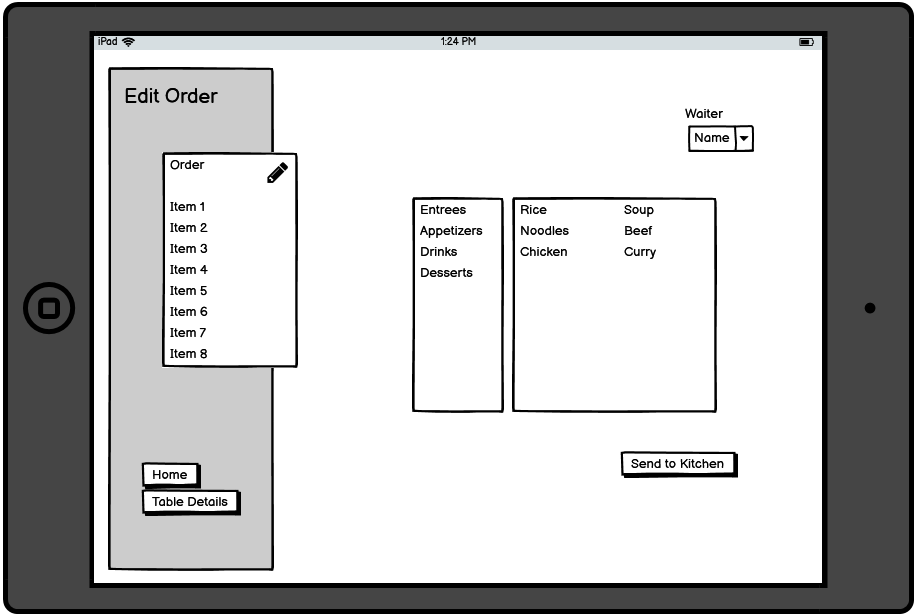 iPad
1:24 PM
Edit Order
Waiter
Name
Order
Item 1
Item 2
Item 3
Item 4
Item 5
Item 6
Item 7
Item 8
Entrees
Appetizers
Drinks
Desserts
Rice Soup
Noodles Beef
Chicken Curry
Send to Kitchen
Home
Table Details